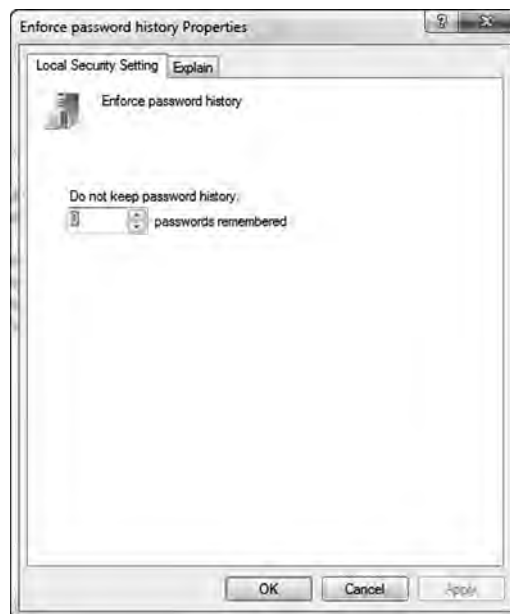 Enforce password history Properties
Local Security Setting Explain
Enforce password history
Do not keep password history.
passwords remembered
OK Cancel Apply